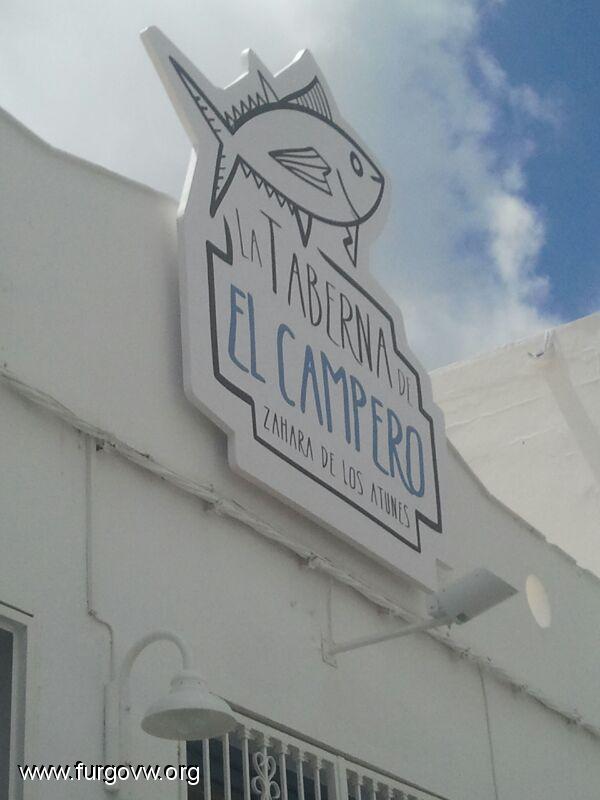 LA TABERNA DE
EL CAMPERO
ZAHARA DE LOS ATUNES
www.furgovw.org